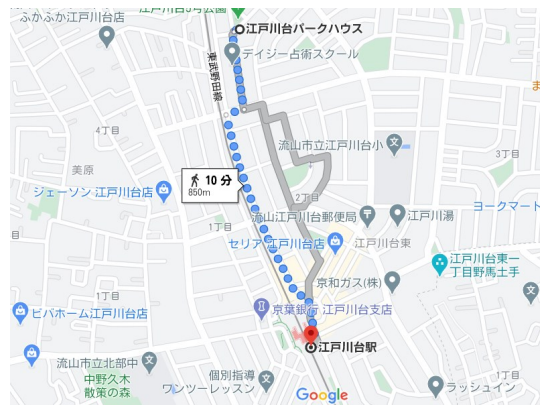 江戸川台5号公園
ふかふか江戸川台店
江戸川台パークハウス
デイジー占術スクール
東武野田線
4丁目
流山市立江戸川台小
3丁目
美原
10 分
850m
ジェーソン 江戸川台店
2丁目
ヨークマート
流山江戸川台郵便局
江戸川湯
1丁目
セリア 江戸川台店
江戸川台東
江戸川台東一
丁目野馬土手
京和ガス(株)
ビバホーム江戸川台店
京葉銀行 江戸川台支店
江戸川台駅
流山市立北部中
中野久木
散策の森
個別指導
ワンツーレッスン
1丁目
ラッシュイン
Google